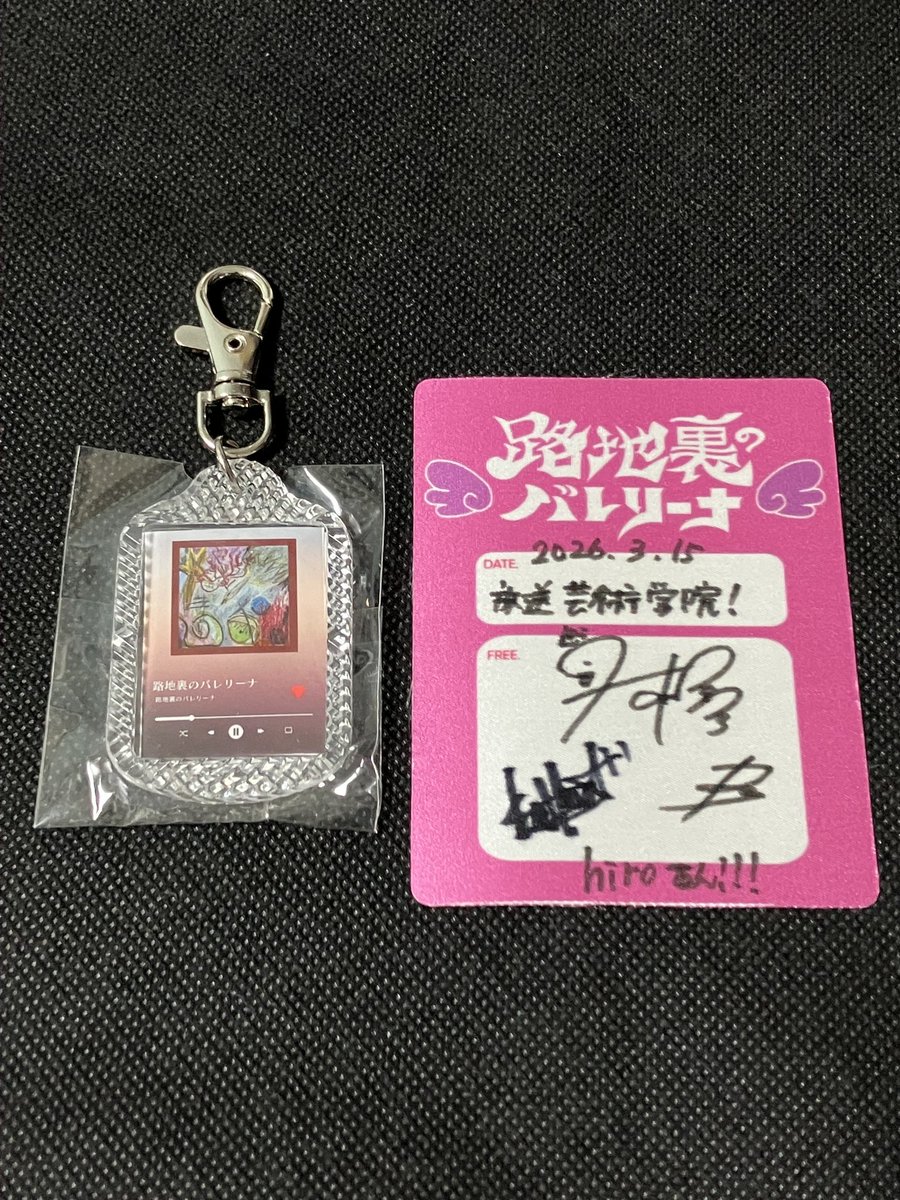 路地裏のバレリーナ
路地裏のバレリーナ
路地裏の
バレリーナ
DATE.
2026.3.15
放送芸術学院!
FREE.
hiroさん!!!